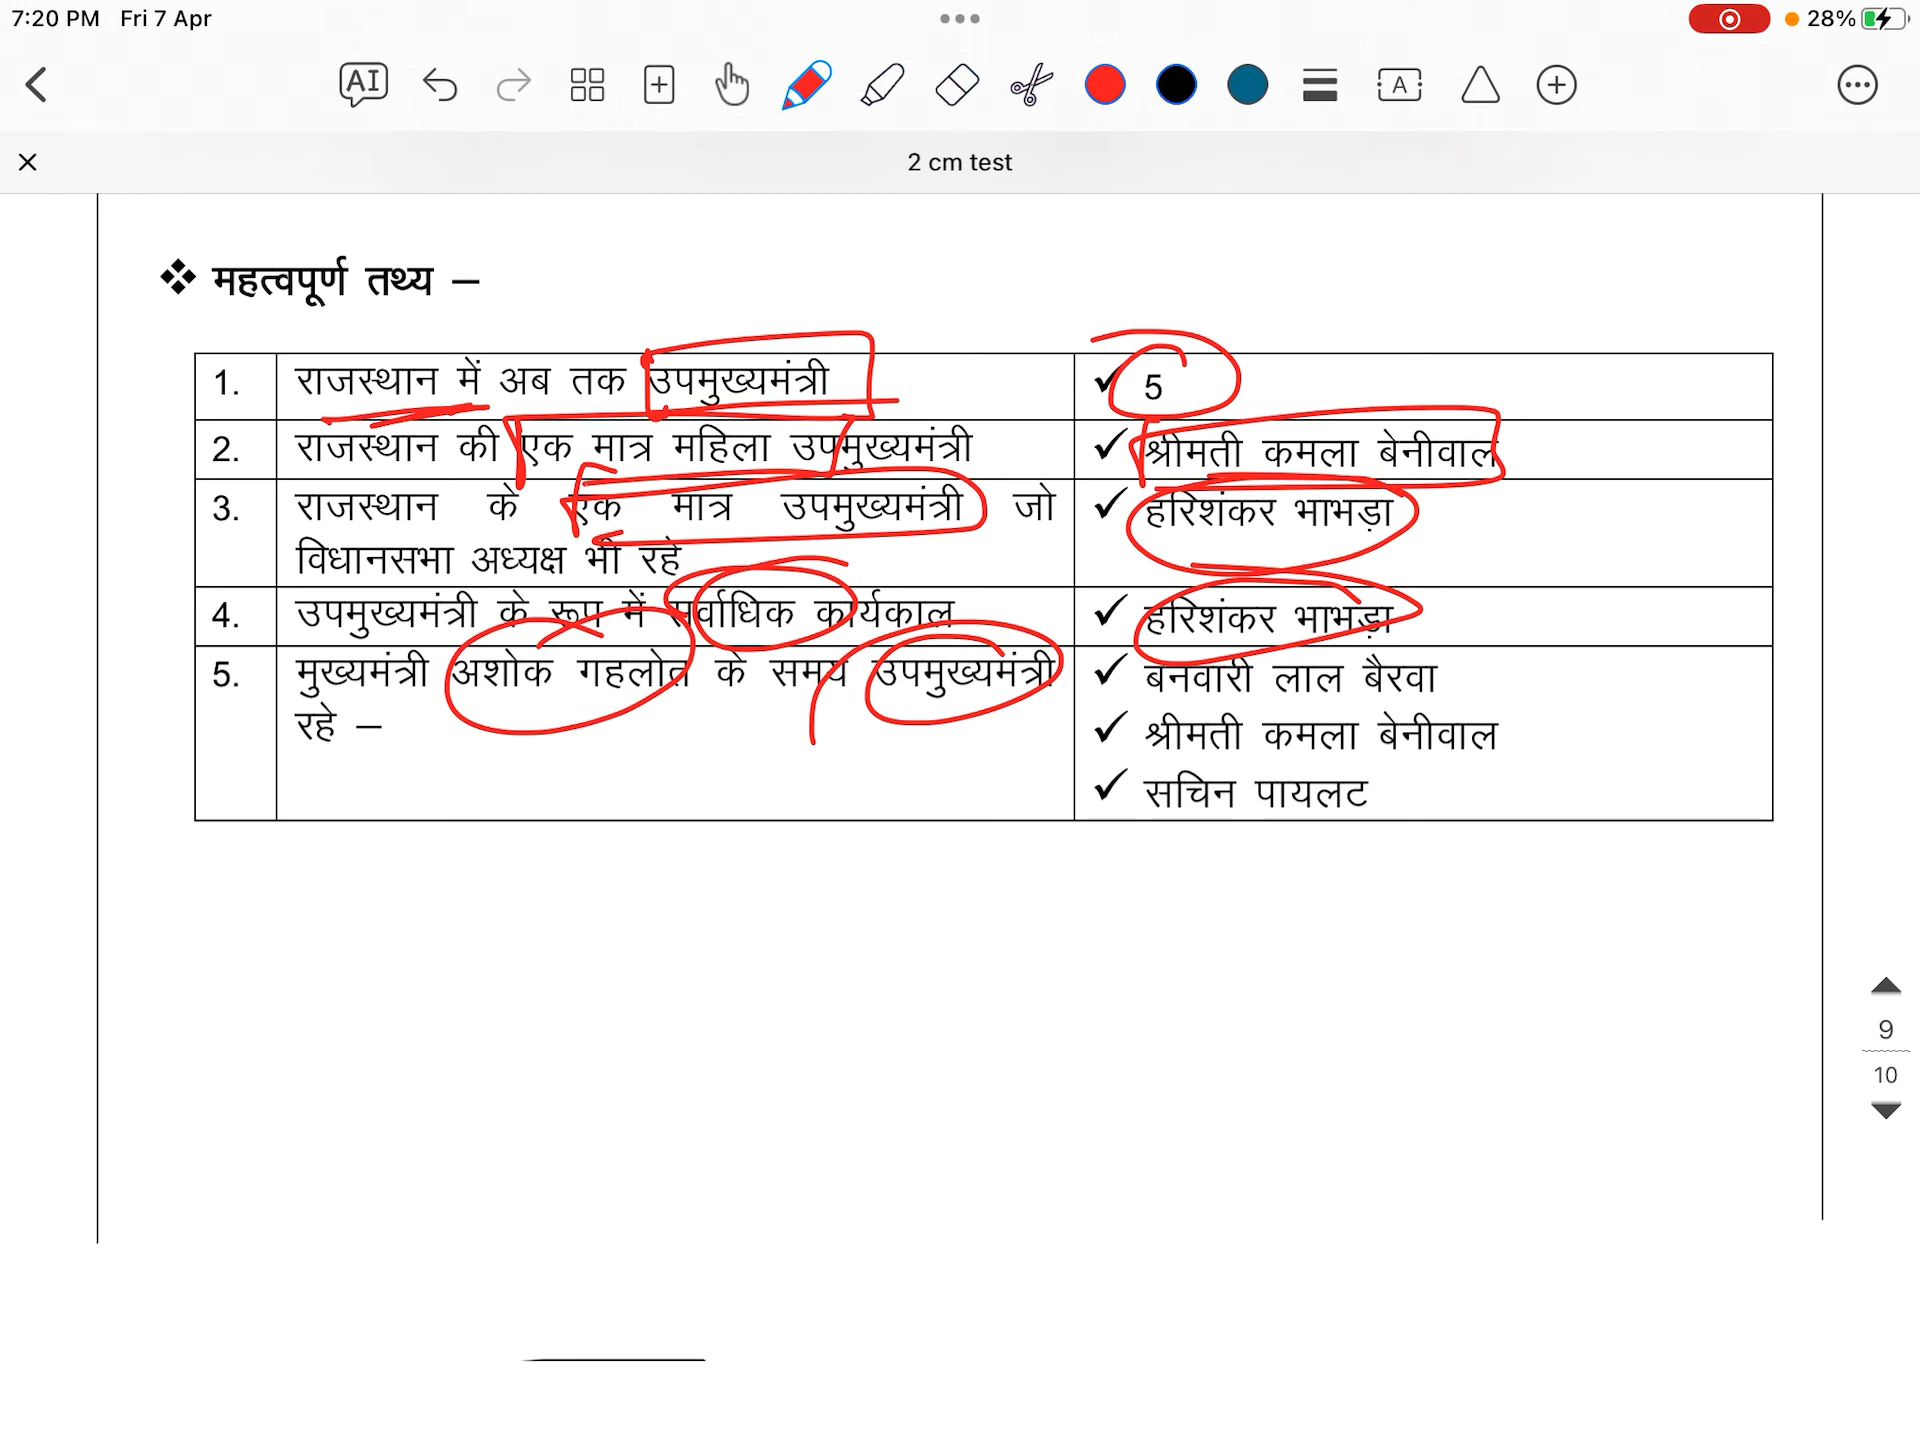 7:20 PM Fri 7 Apr
28%
AI
A
2 cm test
❖ महत्वपूर्ण तथ्य –
1. राजस्थान में अब तक उपमुख्यमंत्री ✓ 5
2. राजस्थान की एक मात्र महिला उपमुख्यमंत्री ✓ श्रीमती कमला बेनीवाल
3. राजस्थान के एक मात्र उपमुख्यमंत्री जो ✓ हरिशंकर भाभड़ा
विधानसभा अध्यक्ष भी रहे
4. उपमुख्यमंत्री के रूप में सर्वाधिक कार्यकाल ✓ हरिशंकर भाभड़ा
5. मुख्यमंत्री अशोक गहलोत के समय उपमुख्यमंत्री ✓ बनवारी लाल बैरवा
रहे – ✓ श्रीमती कमला बेनीवाल
✓ सचिन पायलट
9
10